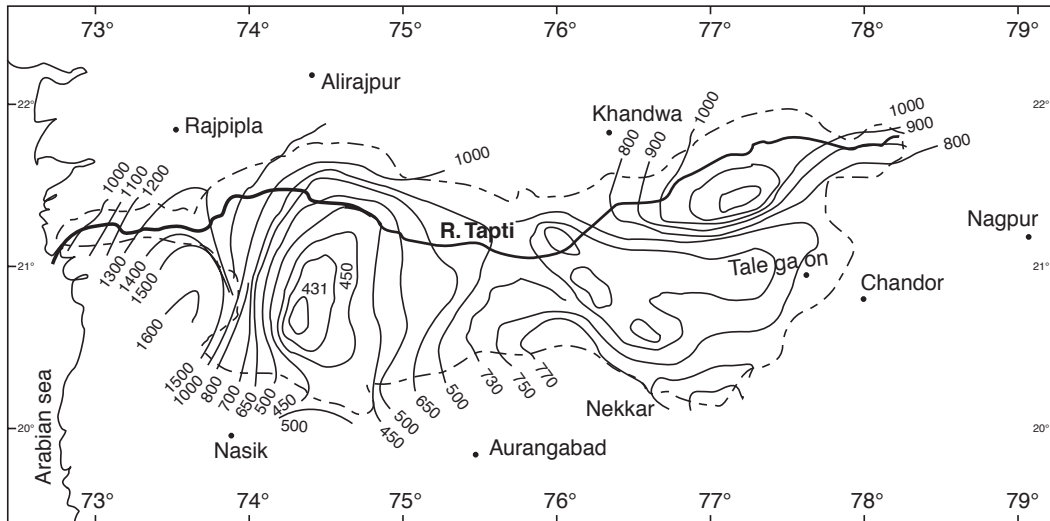 73° 74° 75° 76° 77° 78° 79°
Alirajpur
22° 22°
Khandwa
Rajpipla
1000
1000
900
800
1000
800
900
1000
1100
1200
Nagpur
R. Tapti
21° 21°
Tale ga on
Chandor
1300
1400
1500
1600
431
450
1500
1000
800
700
650
500
450
500
500
450
650
500
730
750
770
Nekkar
20° 20°
Nasik
Aurangabad
Arabian sea
73° 74° 75° 76° 77° 78° 79°